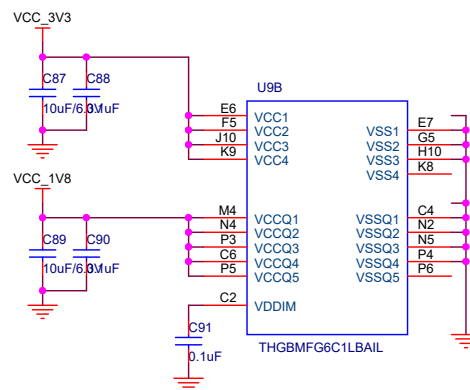 VCC_3V3
C87
C88
10uF/6.3V
0.1uF
U9B
E6
VCC1
F5
VCC2
J10
VCC3
K9
VCC4
E7
VSS1
G5
VSS2
H10
VSS3
K8
VSS4
VCC_1V8
C89
C90
10uF/6.3V
0.1uF
M4
VCCQ1
N4
VCCQ2
P3
VCCQ3
C6
VCCQ4
P5
VCCQ5
C4
VSSQ1
N2
VSSQ2
N5
VSSQ3
P4
VSSQ4
P6
VSSQ5
C2
VDDIM
C91
0.1uF
THGBMFG6C1LBAIL